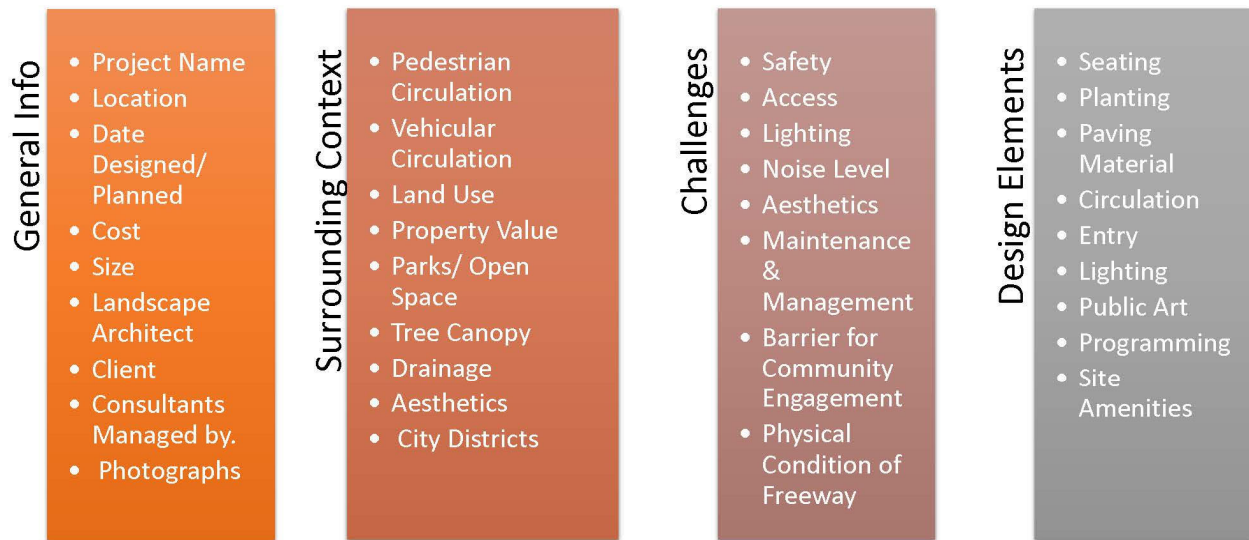 General Info
• Project Name
• Location
• Date
Designed/
Planned
• Cost
• Size
• Landscape
Architect
• Client
• Consultants
Managed by.
• Photographs
Surrounding Context
• Pedestrian
Circulation
• Vehicular
Circulation
• Land Use
• Property Value
• Parks/ Open
Space
• Tree Canopy
• Drainage
• Aesthetics
• City Districts
Challenges
• Safety
• Access
• Lighting
• Noise Level
• Aesthetics
• Maintenance
&
Management
• Barrier for
Community
Engagement
• Physical
Condition of
Freeway
Design Elements
• Seating
• Planting
• Paving
Material
• Circulation
• Entry
• Lighting
• Public Art
• Programming
• Site
Amenities